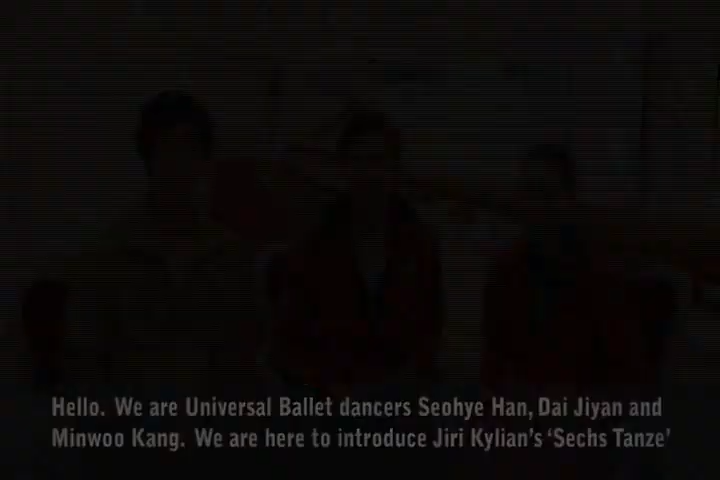 Hello. We are Universal Ballet dancers Seohye Han, Dai Jiyan and
Minwoo Kang. We are here to introduce Jiri Kylian's 'Sechs Tanze'